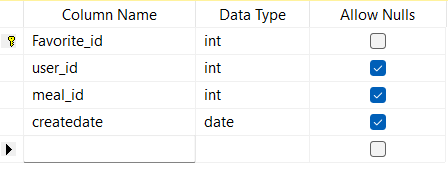 Column Name Data Type Allow Nulls
Favorite_id int
user_id int
meal_id int
createdate date